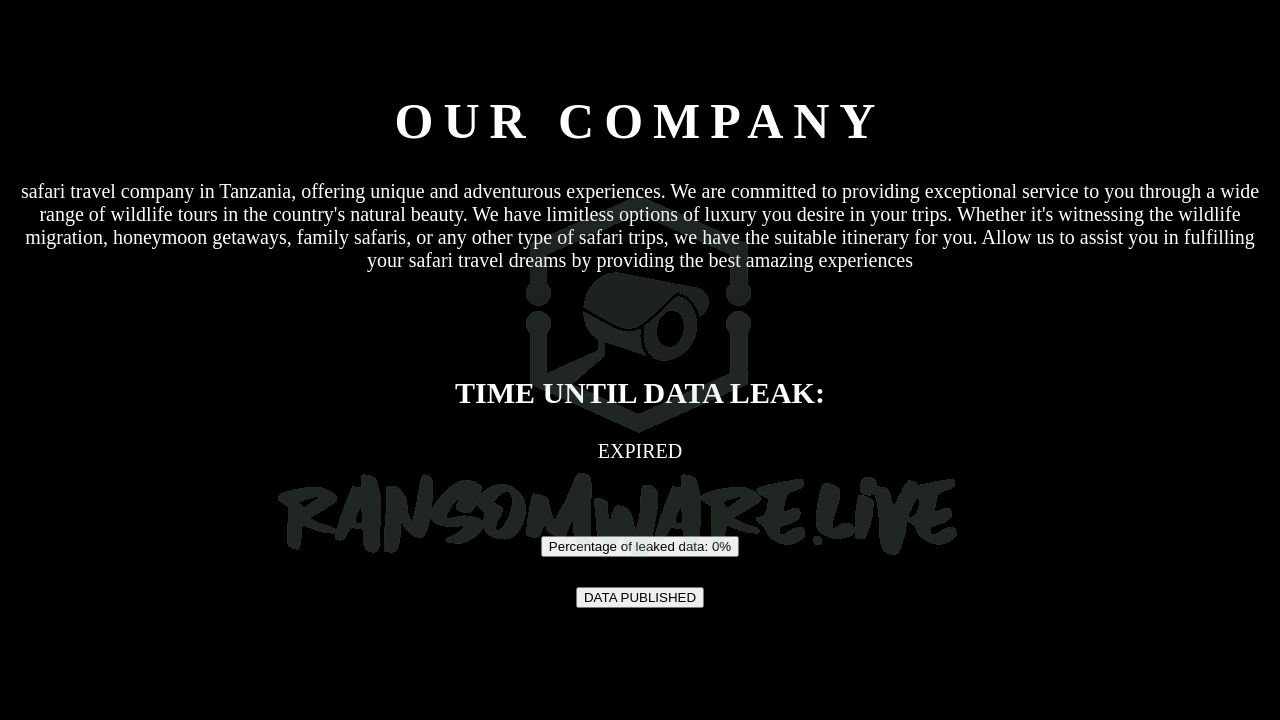 OUR COMPANY
safari travel company in Tanzania, offering unique and adventurous experiences. We are committed to providing exceptional service to you through a wide
range of wildlife tours in the country's natural beauty. We have limitless options of luxury you desire in your trips. Whether it's witnessing the wildlife
migration, honeymoon getaways, family safaris, or any other type of safari trips, we have the suitable itinerary for you. Allow us to assist you in fulfilling
your safari travel dreams by providing the best amazing experiences
TIME UNTIL DATA LEAK:
EXPIRED
RANSOMWARE.LIVE
Percentage of leaked data: 0%
DATA PUBLISHED